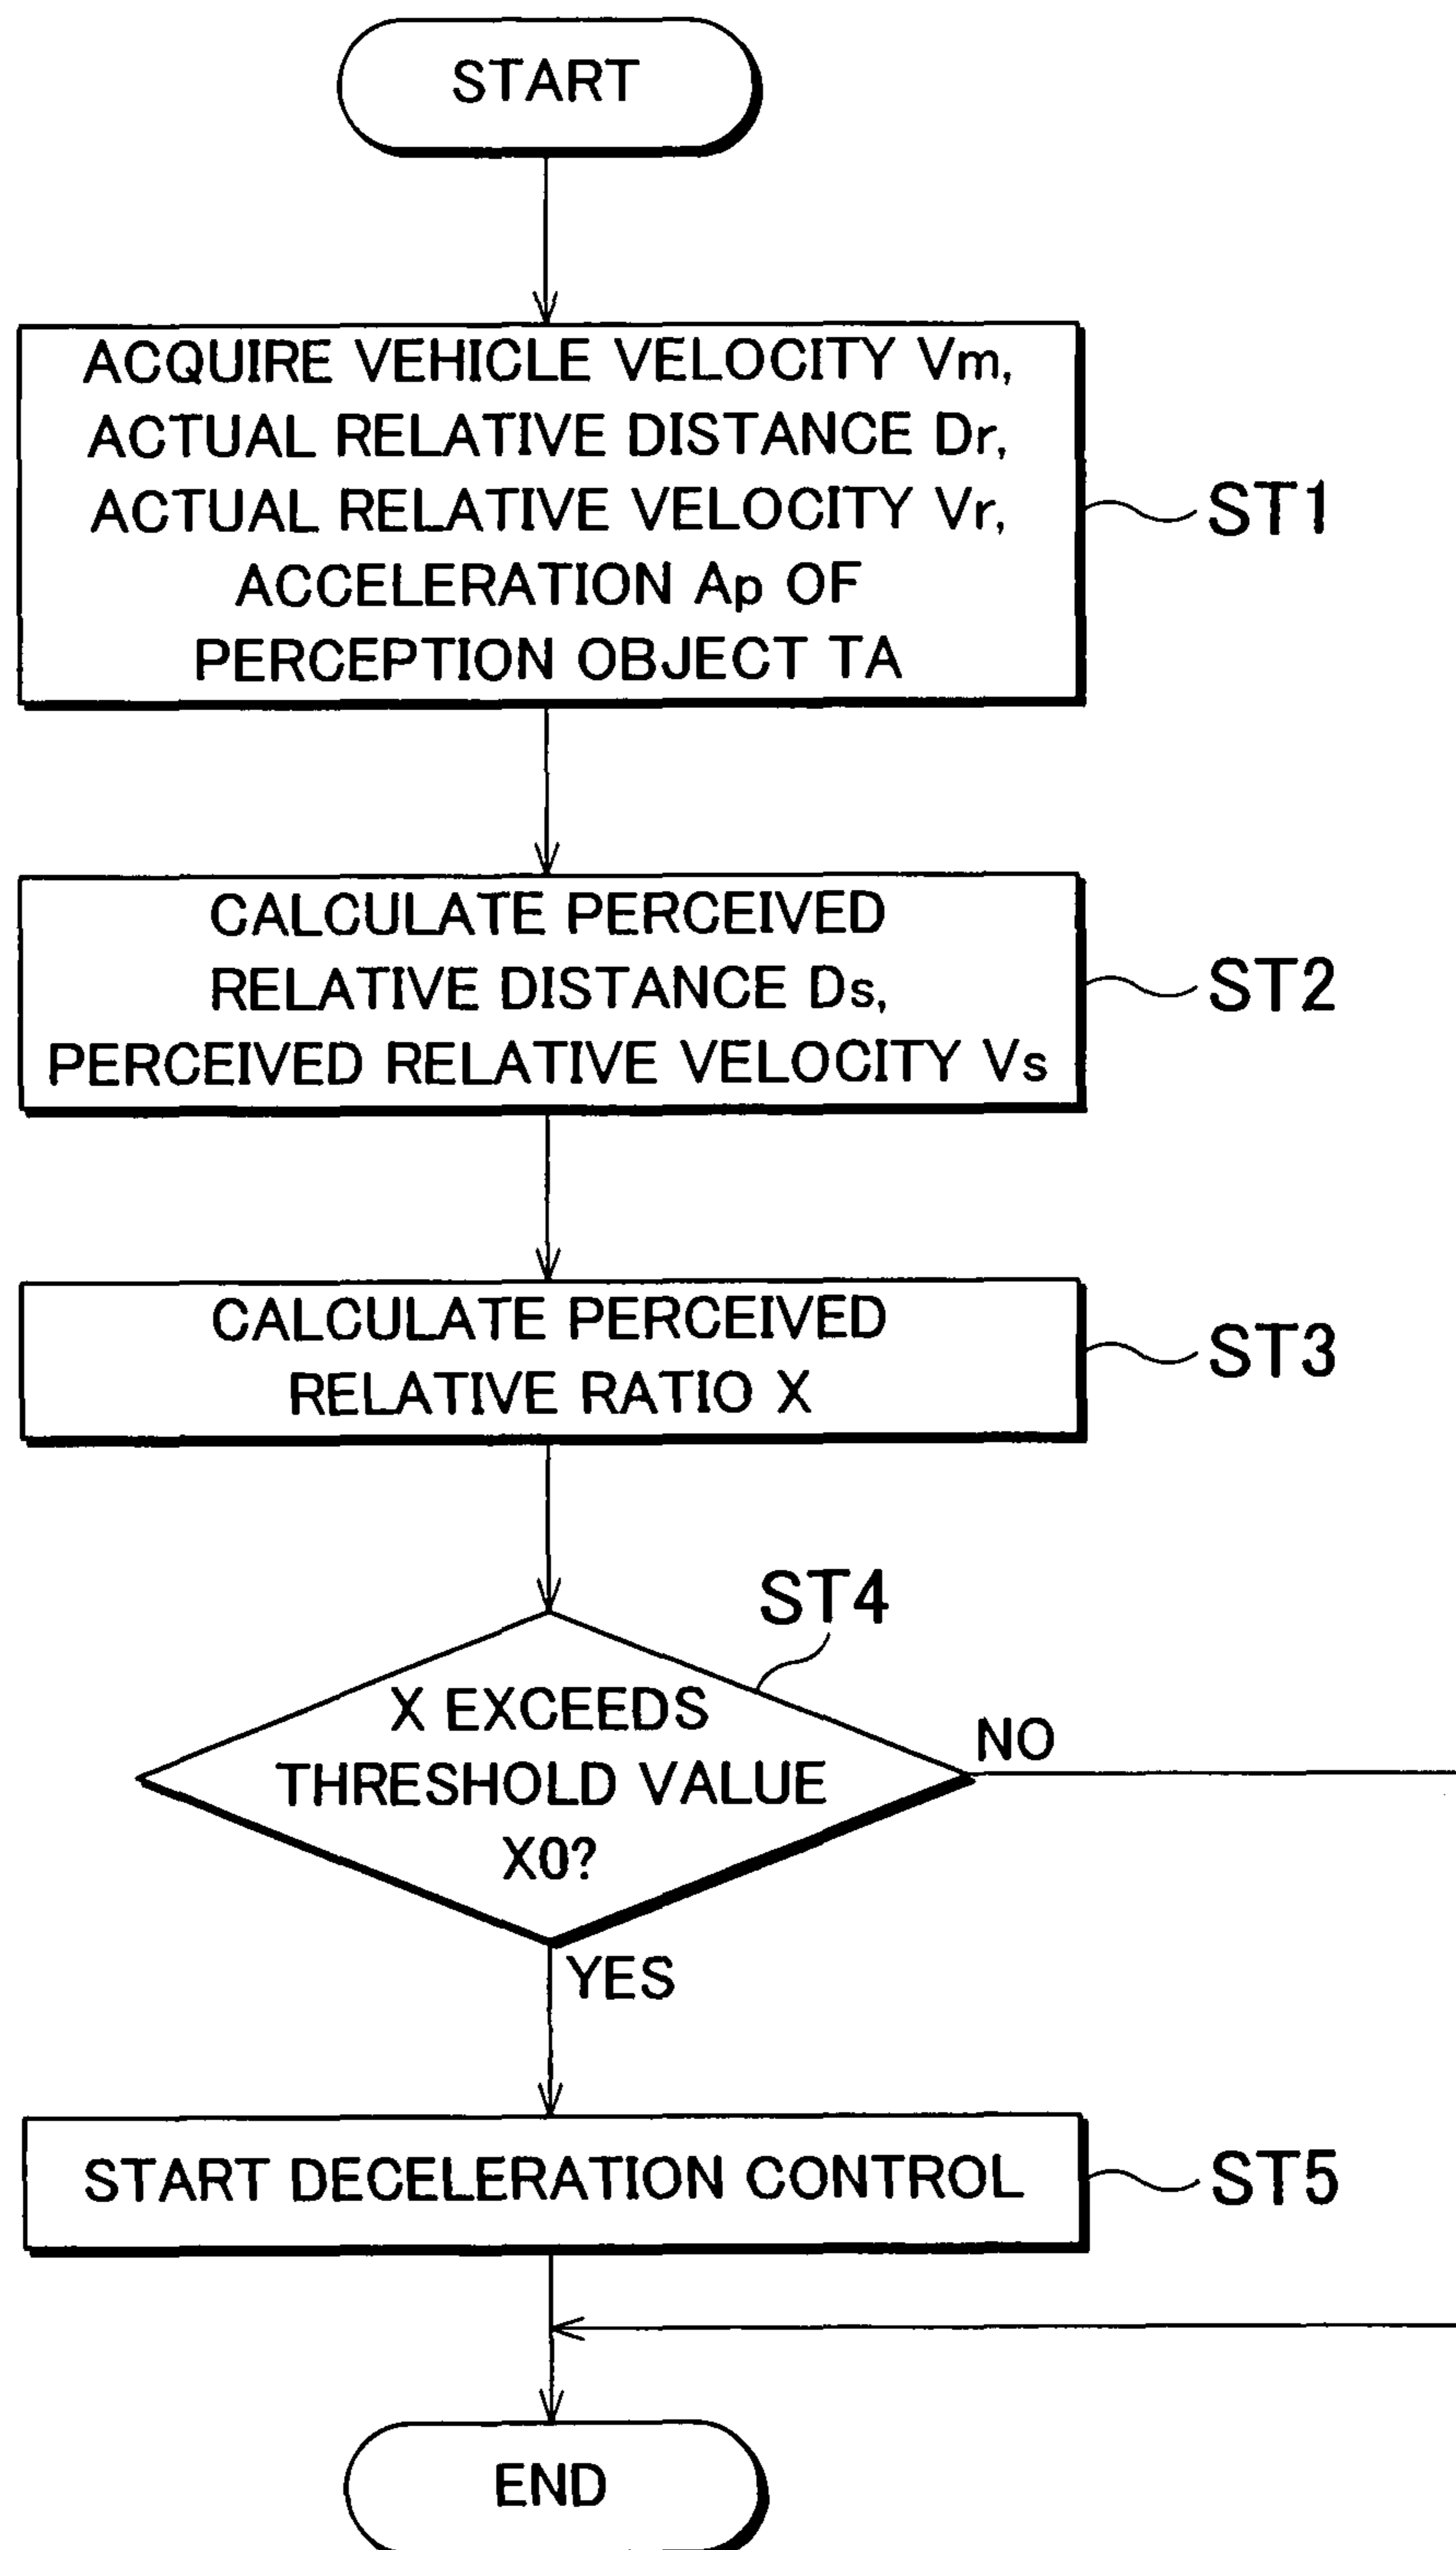 START
ACQUIRE VEHICLE VELOCITY Vm,
ACTUAL RELATIVE DISTANCE Dr,
ACTUAL RELATIVE VELOCITY Vr,
ACCELERATION Ap OF
PERCEPTION OBJECT TA
ST1
CALCULATE PERCEIVED
RELATIVE DISTANCE Ds,
PERCEIVED RELATIVE VELOCITY Vs
ST2
CALCULATE PERCEIVED
RELATIVE RATIO X
ST3
ST4
X EXCEEDS
THRESHOLD VALUE
X0?
NO
YES
START DECELERATION CONTROL
ST5
END